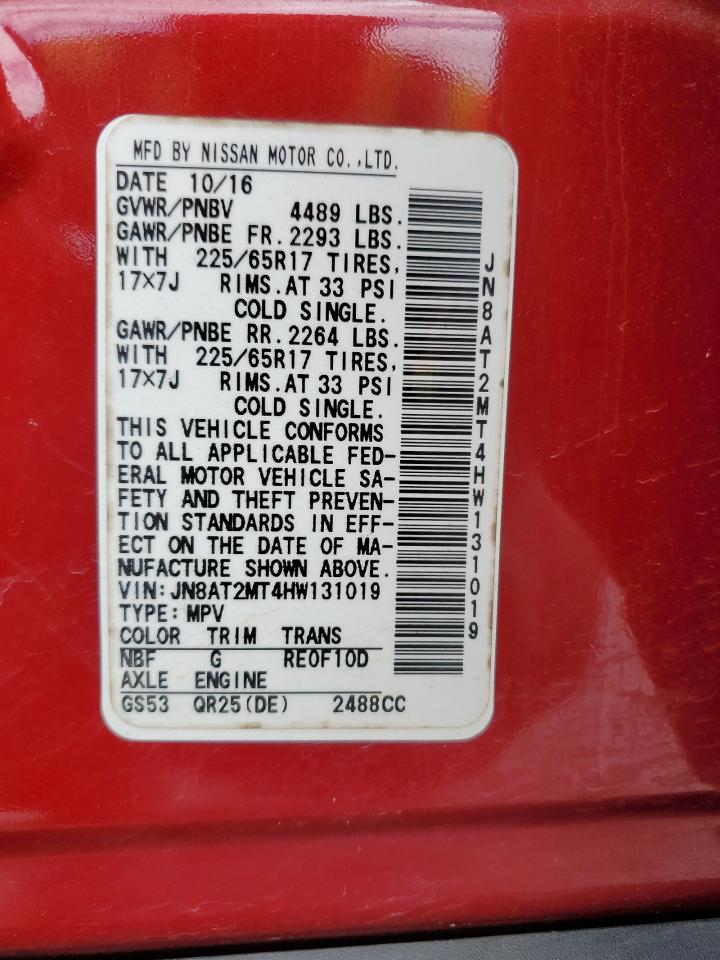 MFD BY NISSAN MOTOR CO.,LTD.
DATE 10/16
GVWR/PNBV 4489 LBS.
GAWR/PNBE FR. 2293 LBS.
WITH 225/65R17 TIRES,
17×7J RIMS. AT 33 PSI
COLD SINGLE.
GAWR/PNBE RR. 2264 LBS.
WITH 225/65R17 TIRES,
17×7J RIMS. AT 33 PSI
COLD SINGLE.
THIS VEHICLE CONFORMS
TO ALL APPLICABLE FED-
ERAL MOTOR VEHICLE SA-
FETY AND THEFT PREVEN-
TION STANDARDS IN EFF-
ECT ON THE DATE OF MA-
NUFACTURE SHOWN ABOVE.
VIN:JN8AT2MT4HW131019
TYPE:MPV
COLOR TRIM TRANS
NBF G RE0F10D
AXLE ENGINE
GS53 QR25(DE) 2488CC
JN8AT2MT4HW131019